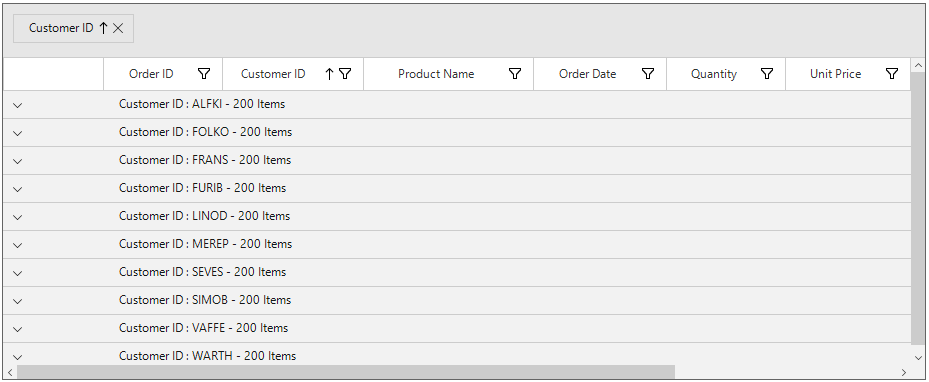 Customer ID
Order ID Customer ID Product Name Order Date Quantity Unit Price
Customer ID : ALFKI - 200 Items
Customer ID : FOLKO - 200 Items
Customer ID : FRANS - 200 Items
Customer ID : FURIB - 200 Items
Customer ID : LINOD - 200 Items
Customer ID : MEREP - 200 Items
Customer ID : SEVES - 200 Items
Customer ID : SIMOB - 200 Items
Customer ID : VAFFE - 200 Items
Customer ID : WARTH - 200 Items